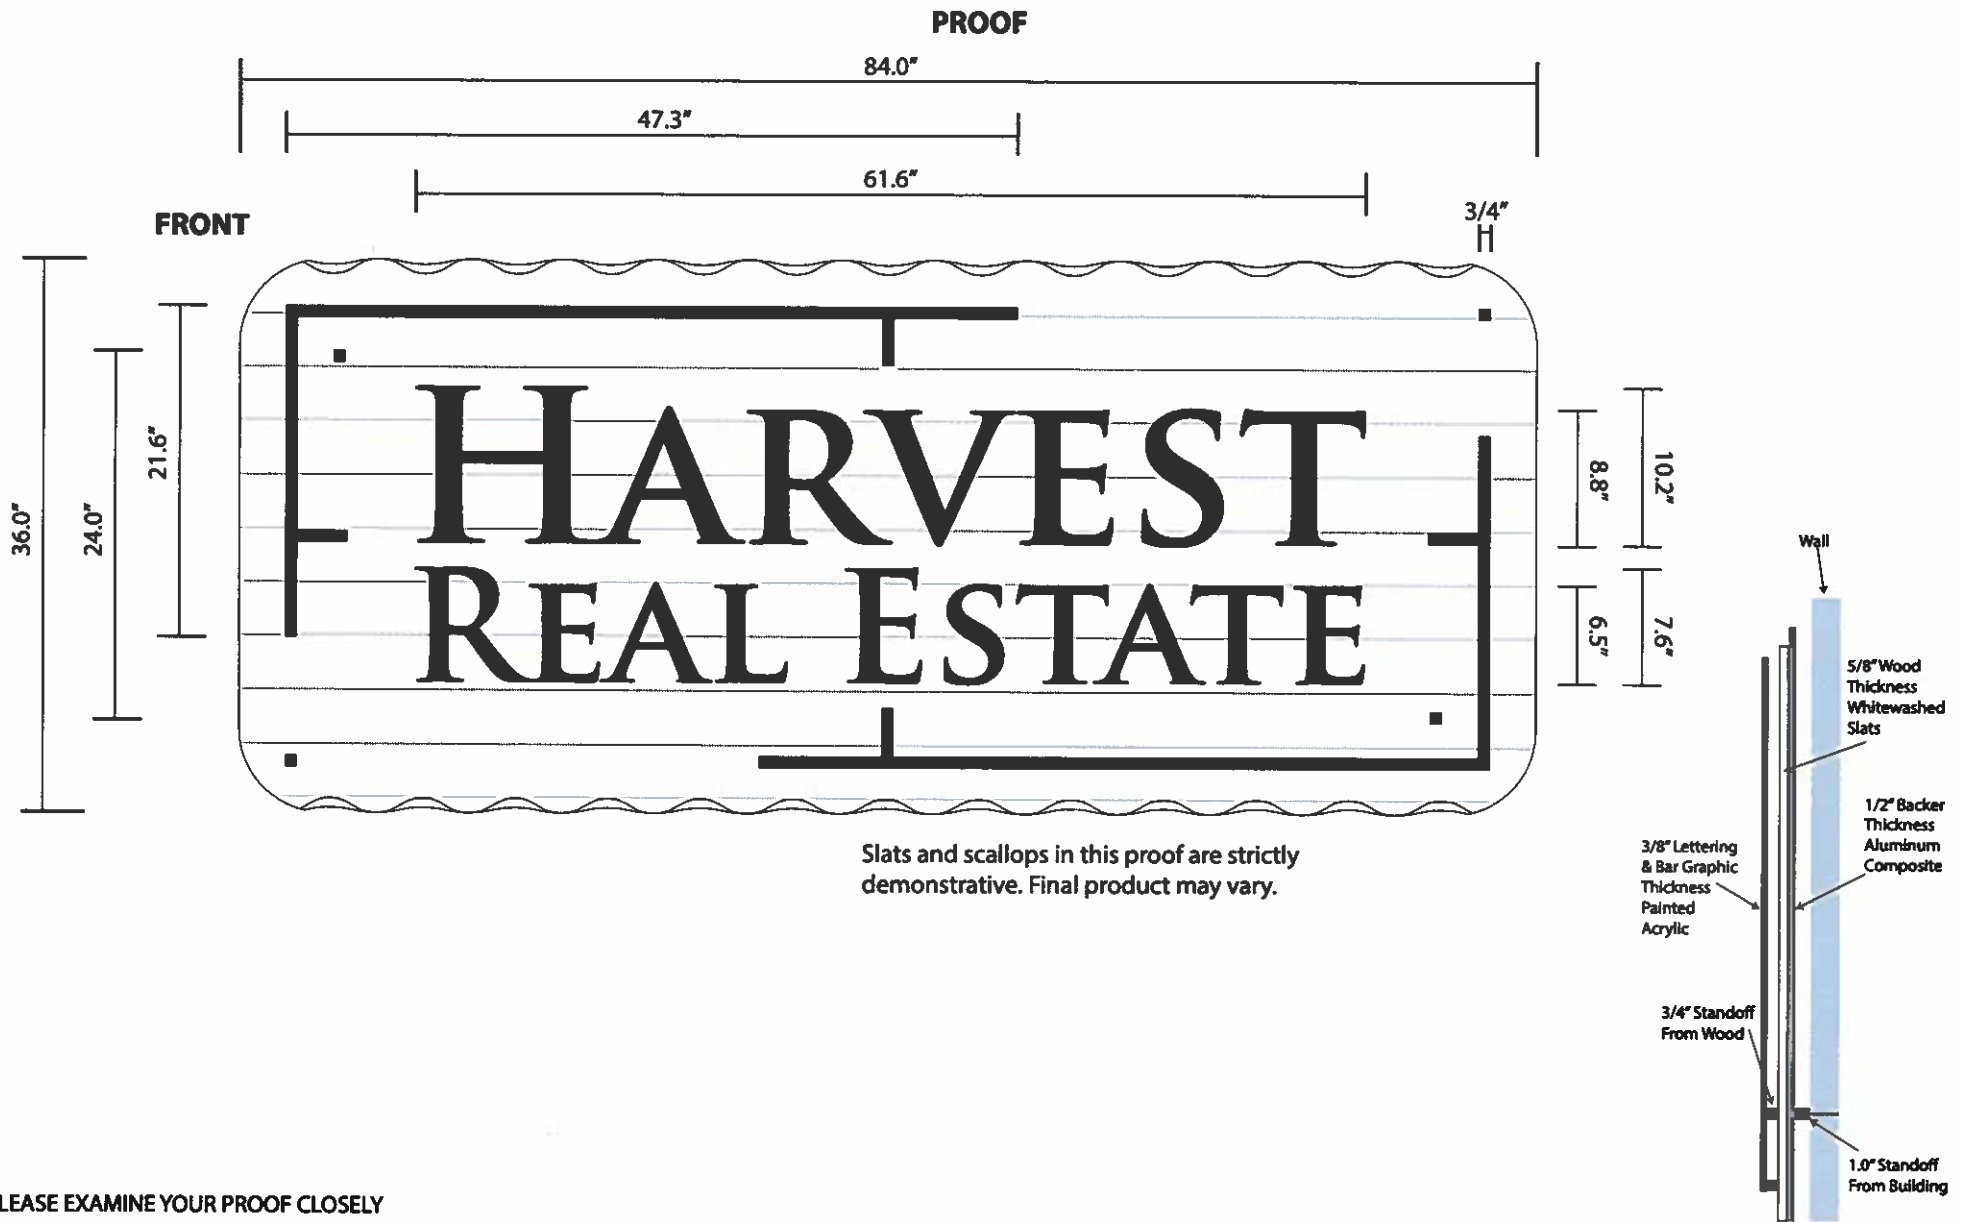 PROOF
84.0"
47.3"
61.6"
3/4"
FRONT
36.0"
24.0"
21.6"
HARVEST
REAL ESTATE
8.8"
10.2"
6.5"
7.6"
Slats and scallops in this proof are strictly
demonstrative. Final product may vary.
Wall
5/8" Wood
Thickness
Whitewashed
Slats
1/2" Backer
Thickness
Aluminum
Composite
3/8" Lettering
& Bar Graphic
Thickness
Painted
Acrylic
3/4" Standoff
From Wood
1.0" Standoff
From Building
LEASE EXAMINE YOUR PROOF CLOSELY